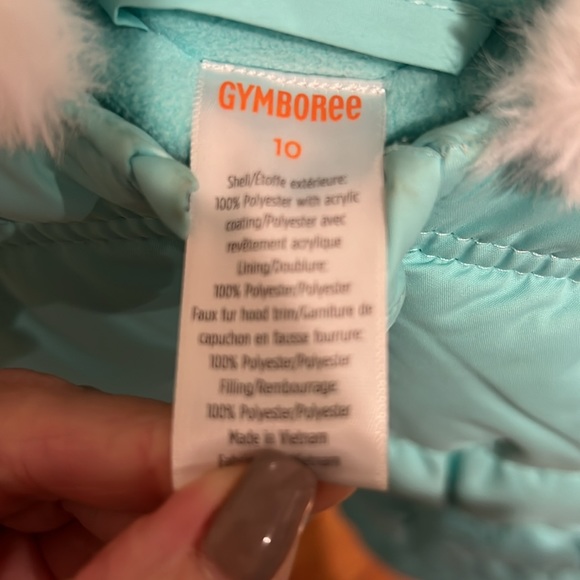 GYMBORee
10
Shell/Étoffe extérieure:
100% Polyester with acrylic
coating/Polyester avec
revêtement acrylique
Lining/Doublure:
100% Polyester/Polyester
Faux fur hood trim/Garniture de
capuchon en fausse fourrure:
100% Polyester/Polyester
Filling/Rembourrage:
100% Polyester/Polyester
Made in Vietnam
Vietnam